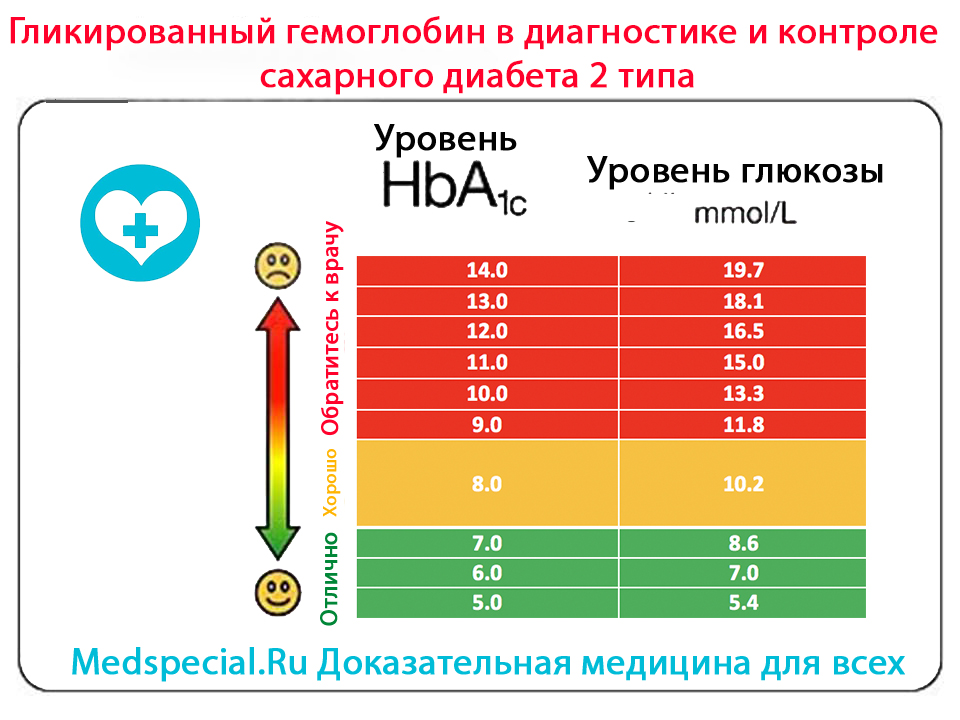 Гликированный гемоглобин в диагностике и контроле
сахарного диабета 2 типа
Уровень
HbA1c
Уровень глюкозы
mmol/L
Обратитесь к врачу
Хорошо
Отлично
14.0 19.7
13.0 18.1
12.0 16.5
11.0 15.0
10.0 13.3
9.0 11.8
8.0 10.2
7.0 8.6
6.0 7.0
5.0 5.4
Medspecial.Ru Доказательная медицина для всех